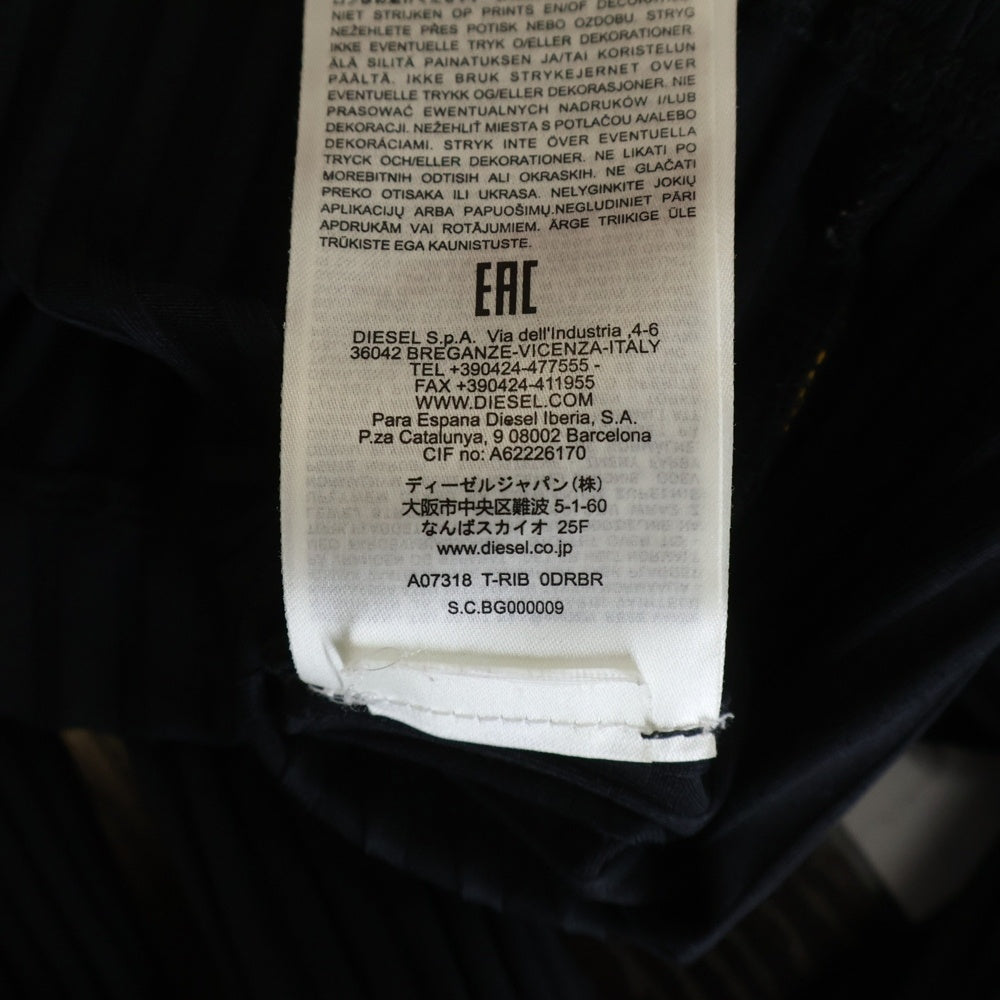 NIET STRIJKEN OP PRINTS EN/OF DECORATIES.
NEŽEHLETE PŘES POTISK NEBO OZDOBU. STRYG
IKKE EVENTUELLE TRYK O/ELLER DEKORATIONER.
ÄLÄ SILITÄ PAINATUKSEN JA/TAI KORISTELUN
PÄÄLTÄ. IKKE BRUK STRYKEJERNET OVER
EVENTUELLE TRYKK OG/ELLER DEKORASJONER. NIE
PRASOWAĆ EWENTUALNYCH NADRUKÓW I/LUB
DEKORACJI. NEŽEHLIŤ MIESTA S POTLAČOU A/ALEBO
DEKORÁCIAMI. STRYK INTE ÖVER EVENTUELLA
TRYCK OCH/ELLER DEKORATIONER. NE LIKATI PO
MOREBITNIH ODTISIH ALI OKRASKIH. NE GLAČATI
PREKO OTISAKA ILI UKRASA. NELYGINKITE JOKIŲ
APLIKACIJŲ ARBA PAPUOŠIMŲ.NEGLUDINIET PĀRI
APDRUKĀM VAI ROTĀJUMIEM. ÄRGE TRIIKIGE ÜLE
TRÜKISTE EGA KAUNISTUSTE.
EAC
DIESEL S.p.A. Via dell'Industria ,4-6
36042 BREGANZE-VICENZA-ITALY
TEL +390424-477555 -
FAX +390424-411955
WWW.DIESEL.COM
Para Espana Diesel Iberia, S.A.
P.za Catalunya, 9 08002 Barcelona
CIF no: A62226170
ディーゼルジャパン(株)
大阪市中央区難波 5-1-60
なんばスカイオ 25F
www.diesel.co.jp
A07318 T-RIB 0DRBR
S.C.BG000009